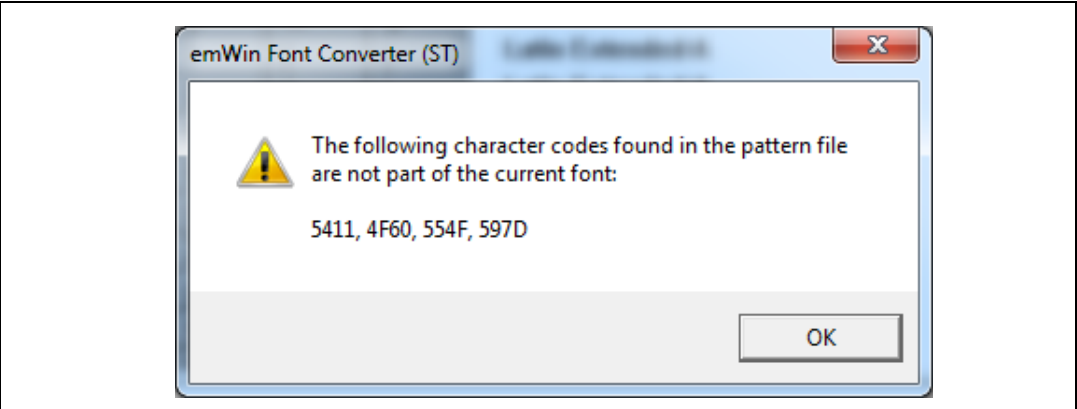 emWin Font Converter (ST)
The following character codes found in the pattern file
are not part of the current font:
5411, 4F60, 554F, 597D
OK